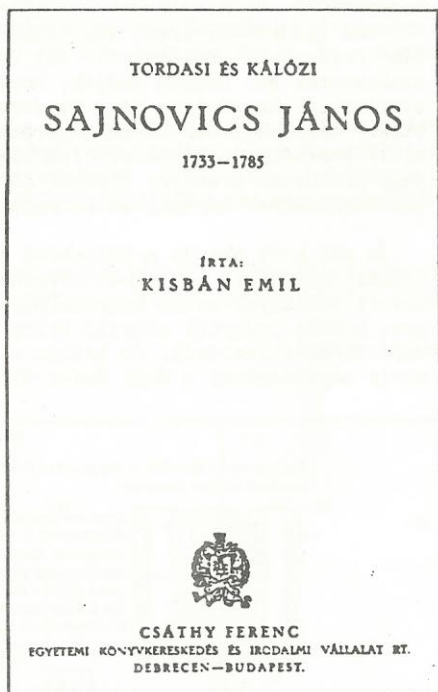 TORDASI ÉS KÁLÓZI
SAJNOVICS JÁNOS
1733–1785
ÍRTA:
KISBÁN EMIL
CSÁTHY FERENC
EGYETEMI KÖNYVKERESKEDÉS ÉS IRODALMI VÁLLALAT RT.
DEBRECEN—BUDAPEST.